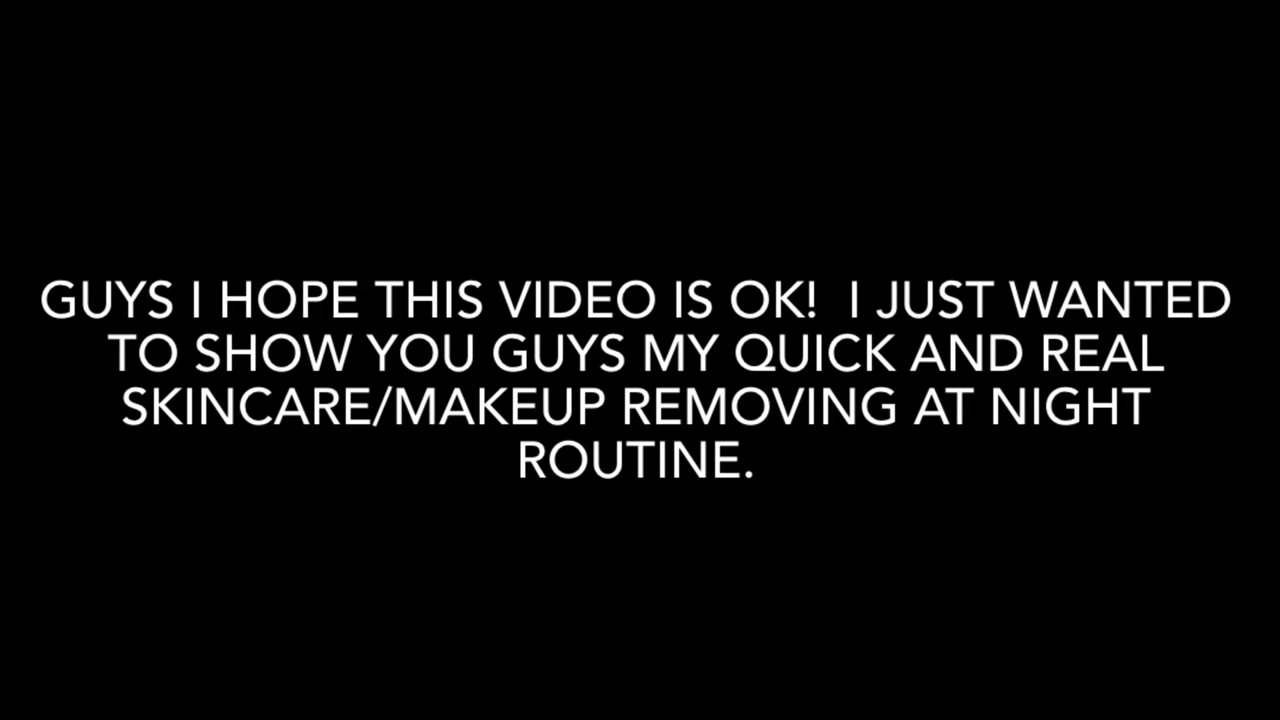 GUYS I HOPE THIS VIDEO IS OK!  I JUST WANTED
TO SHOW YOU GUYS MY QUICK AND REAL
SKINCARE/MAKEUP REMOVING AT NIGHT
ROUTINE.